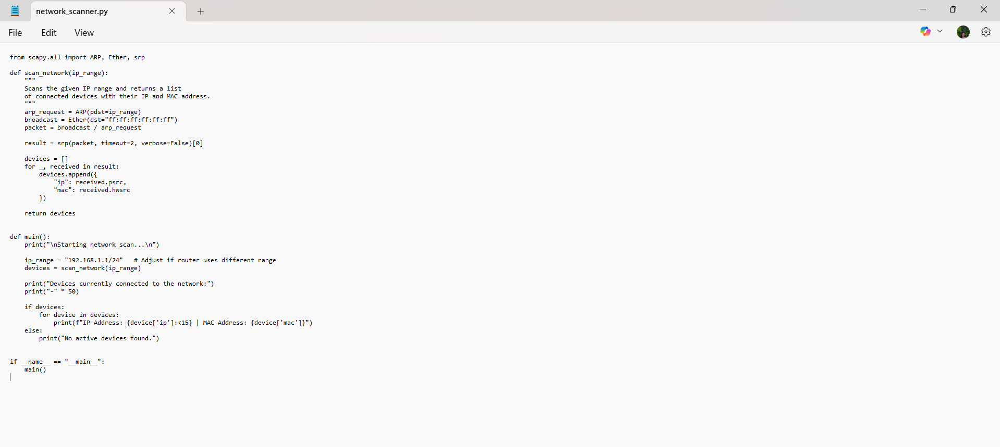 network_scanner.py
File Edit View
from scapy.all import ARP, Ether, srp
def scan_network(ip_range):
    """
    Scans the given IP range and returns a list
    of connected devices with their IP and MAC address.
    """
    arp_request = ARP(pdst=ip_range)
    broadcast = Ether(dst="ff:ff:ff:ff:ff:ff")
    packet = broadcast / arp_request
    result = srp(packet, timeout=2, verbose=False)[0]
    devices = []
    for _, received in result:
        devices.append({
            "ip": received.psrc,
            "mac": received.hwsrc
        })
    return devices
def main():
    print("\nStarting network scan...\n")
    ip_range = "192.168.1.1/24"   # Adjust if router uses different range
    devices = scan_network(ip_range)
    print("Devices currently connected to the network:")
    print("-" * 50)
    if devices:
        for device in devices:
            print(f"IP Address: {device['ip']:<15} | MAC Address: {device['mac']}")
    else:
        print("No active devices found.")
if __name__ == "__main__":
    main()